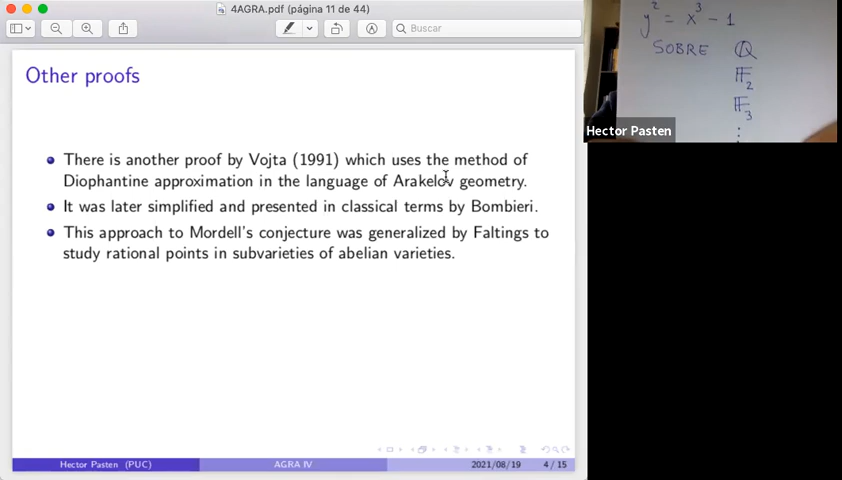 4AGRA.pdf (página 11 de 44)
Buscar
Other proofs
There is another proof by Vojta (1991) which uses the method of
Diophantine approximation in the language of Arakelov geometry.
It was later simplified and presented in classical terms by Bombieri.
This approach to Mordell's conjecture was generalized by Faltings to
study rational points in subvarieties of abelian varieties.
Hector Pasten (PUC) AGRA IV 2021/08/19 4 / 15
y² = x³ - 1
SOBRE ℚ
𝔽₂
𝔽₃
⋮
Hector Pasten